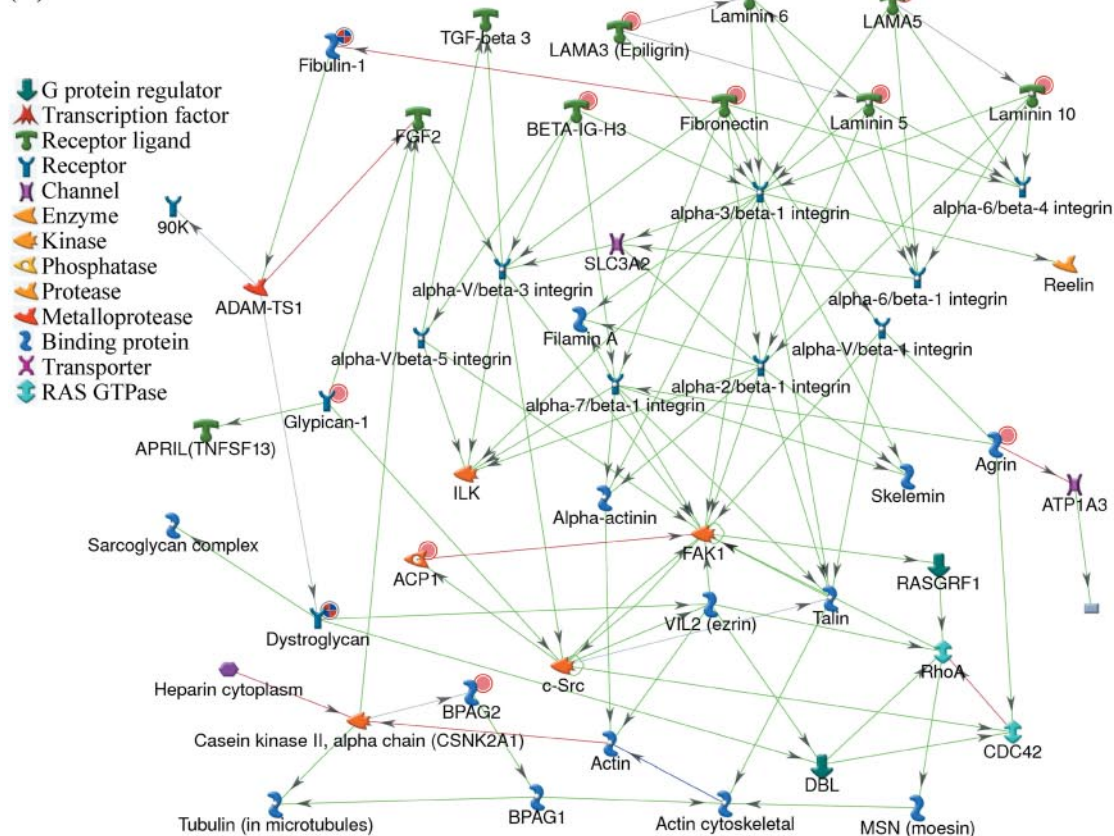 TGF-beta 3
Laminin 6
LAMA5
LAMA3 (Epiligrin)
Fibulin-1
G protein regulator
Transcription factor
Receptor ligand
Receptor
Channel
Enzyme
Kinase
Phosphatase
Protease
Metalloprotease
Binding protein
Transporter
RAS GTPase
FGF2
BETA-IG-H3
Fibronectin
Laminin 5
Laminin 10
90K
alpha-3/beta-1 integrin
alpha-6/beta-4 integrin
SLC3A2
Reelin
ADAM-TS1
alpha-V/beta-3 integrin
alpha-6/beta-1 integrin
Filamin A
alpha-V/beta-5 integrin
alpha-V/beta-1 integrin
alpha-2/beta-1 integrin
alpha-7/beta-1 integrin
Glypican-1
APRIL(TNFSF13)
ILK
Agrin
Skelemin
ATP1A3
Alpha-actinin
Sarcoglycan complex
FAK1
ACP1
RASGRF1
Talin
VIL2 (ezrin)
Dystroglycan
RhoA
Heparin cytoplasm
c-Src
BPAG2
Casein kinase II, alpha chain (CSNK2A1)
Actin
CDC42
DBL
Tubulin (in microtubules)
BPAG1
Actin cytoskeletal
MSN (moesin)